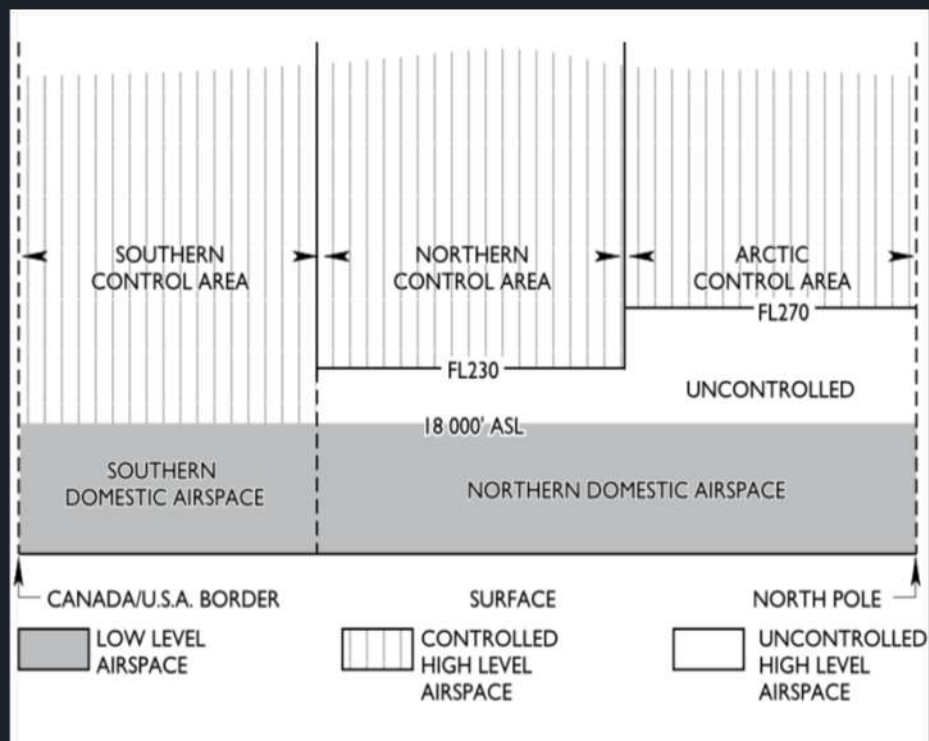 SOUTHERN
CONTROL AREA
NORTHERN
CONTROL AREA
ARCTIC
CONTROL AREA
FL270
FL230
UNCONTROLLED
18 000' ASL
SOUTHERN
DOMESTIC AIRSPACE
NORTHERN DOMESTIC AIRSPACE
CANADA/U.S.A. BORDER
SURFACE
NORTH POLE
LOW LEVEL
AIRSPACE
CONTROLLED
HIGH LEVEL
AIRSPACE
UNCONTROLLED
HIGH LEVEL
AIRSPACE